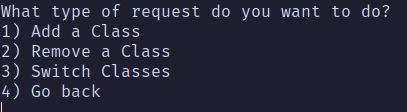 What type of request do you want to do?
1) Add a Class
2) Remove a Class
3) Switch Classes
4) Go back